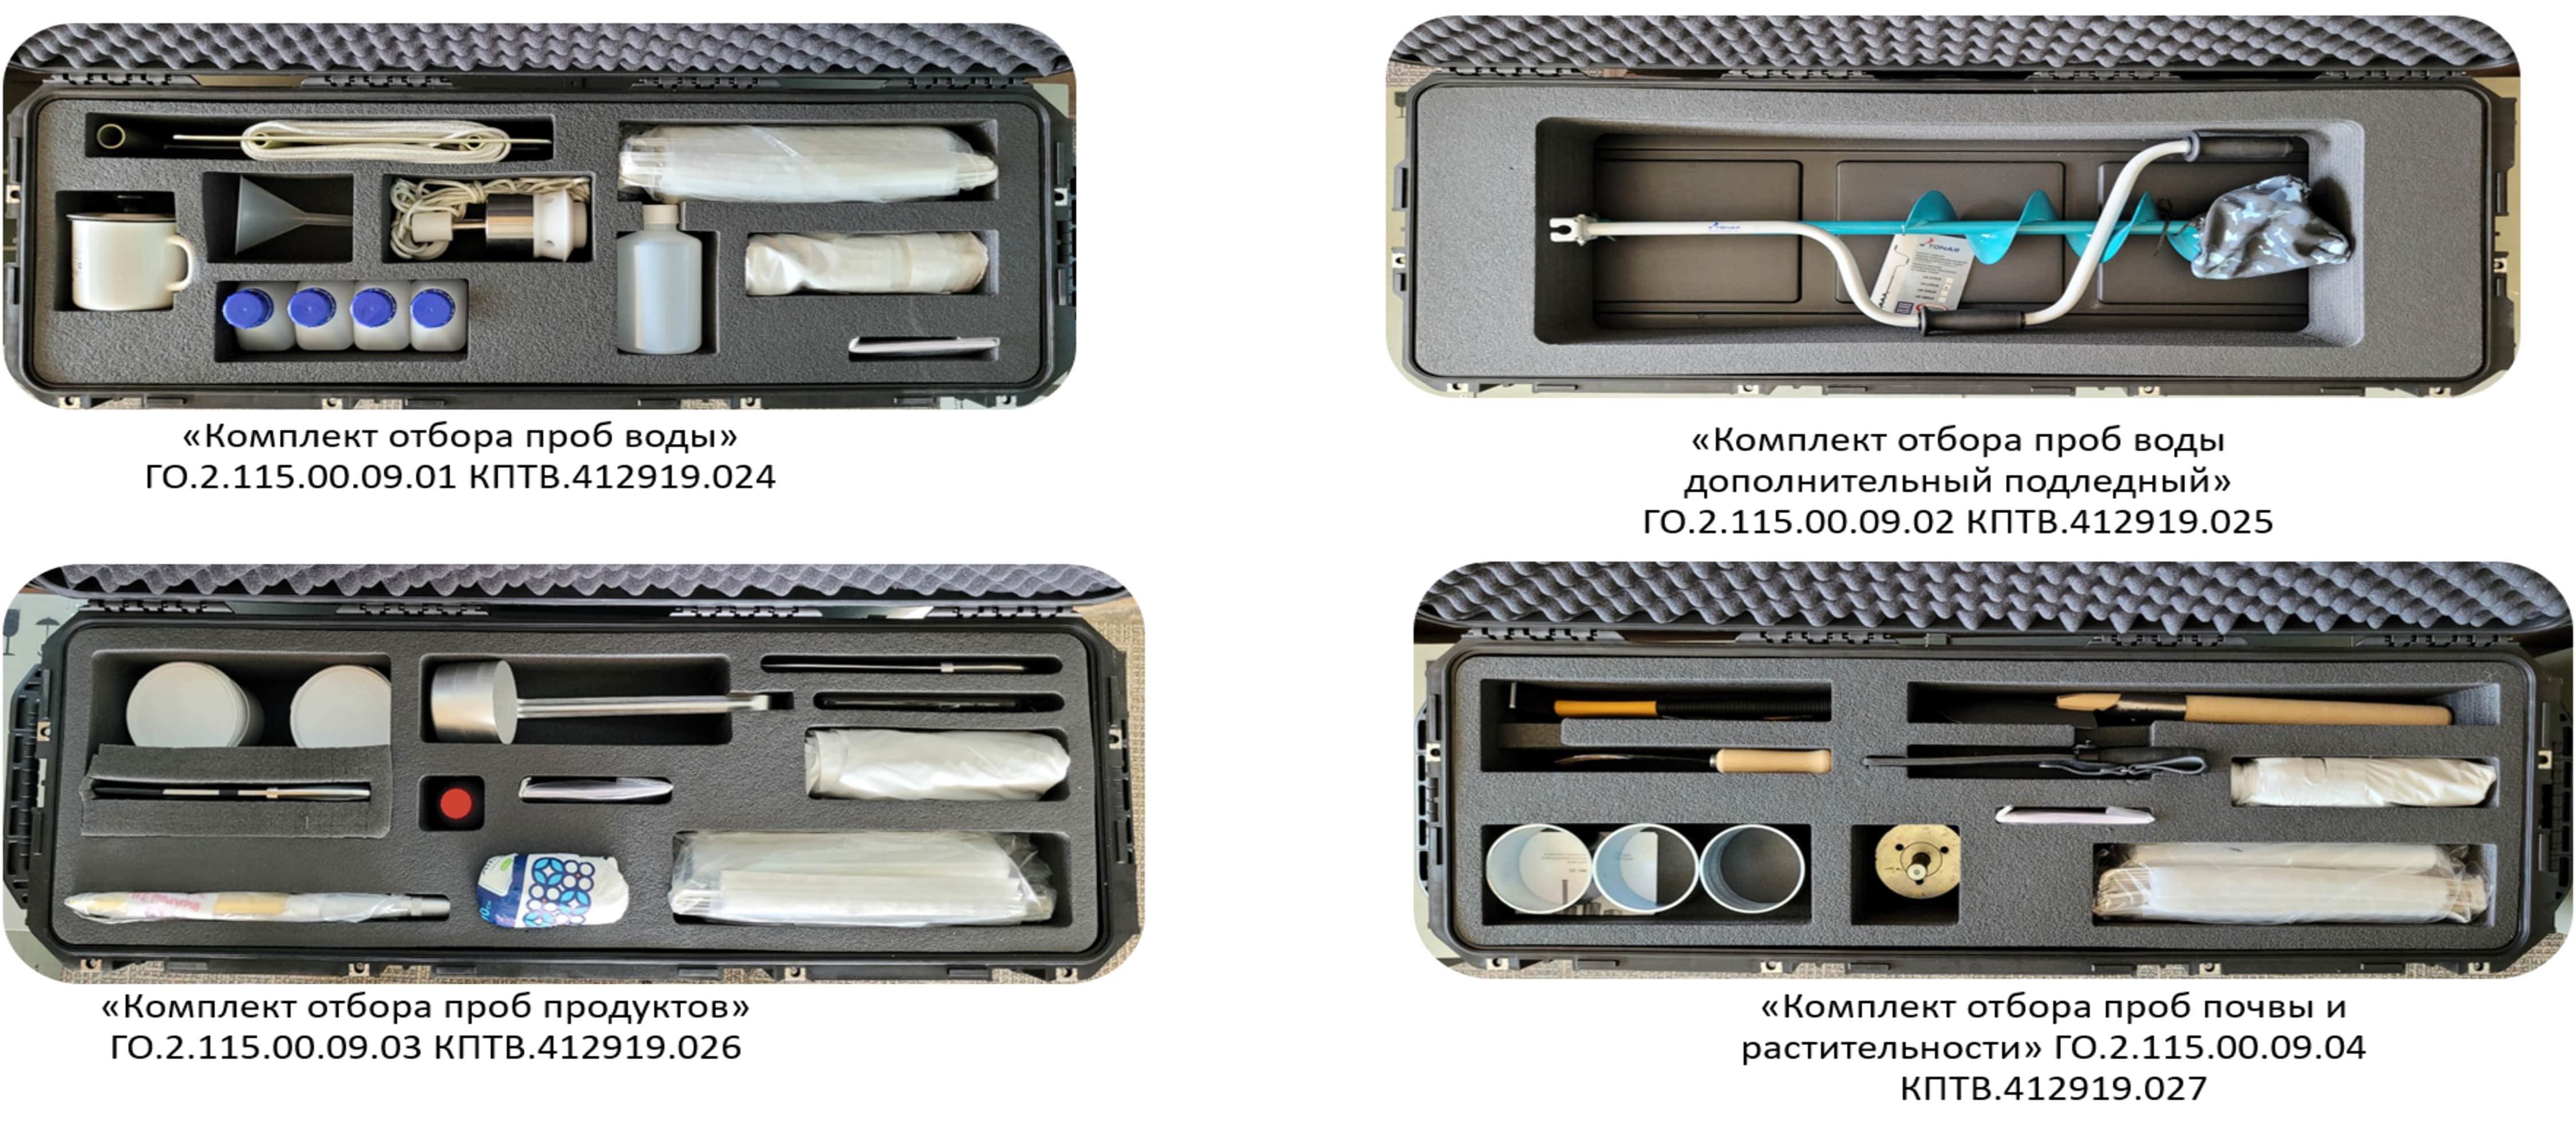 TONAR
TONAR
«Комплект отбора проб воды»
ГО.2.115.00.09.01 КПТВ.412919.024
«Комплект отбора проб воды
дополнительный подледный»
ГО.2.115.00.09.02 КПТВ.412919.025
«Комплект отбора проб продуктов»
ГО.2.115.00.09.03 КПТВ.412919.026
«Комплект отбора проб почвы и
растительности» ГО.2.115.00.09.04
КПТВ.412919.027